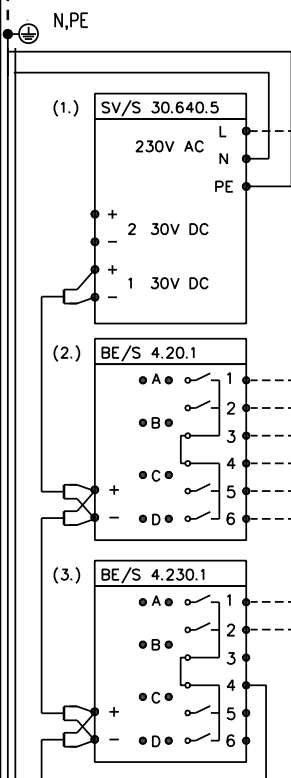 N,PE
(1.) SV/S 30.640.5
L
230V AC
N
PE
+
2 30V DC
−
+
1 30V DC
−
(2.) BE/S 4.20.1
A 1
2
B
3
4
C
+ 5
− D 6
(3.) BE/S 4.230.1
A 1
2
B
3
4
C
+ 5
− D 6